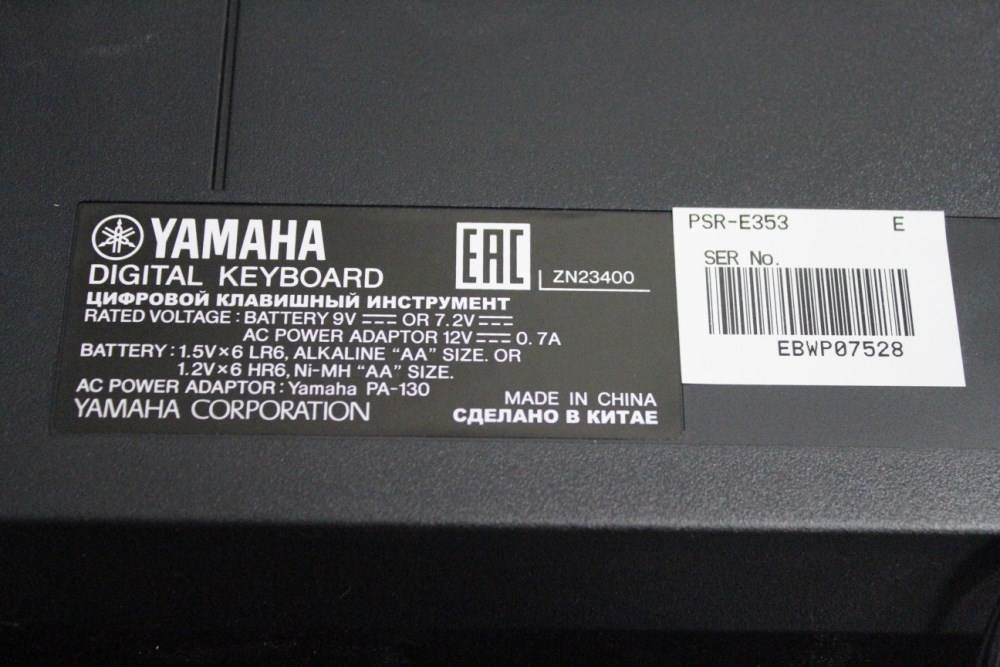 YAMAHA
DIGITAL KEYBOARD
EAC
ZN23400
ЦИФРОВОЙ КЛАВИШНЫЙ ИНСТРУМЕНТ
RATED VOLTAGE : BATTERY 9V ⎓ OR 7.2V ⎓
AC POWER ADAPTOR 12V ⎓ 0.7A
BATTERY : 1.5V×6 LR6, ALKALINE “AA” SIZE. OR
1.2V×6 HR6, Ni-MH “AA” SIZE.
AC POWER ADAPTOR : Yamaha PA-130
YAMAHA CORPORATION
MADE IN CHINA
СДЕЛАНО В КИТАЕ
PSR-E353 E
SER No.
EBWP07528